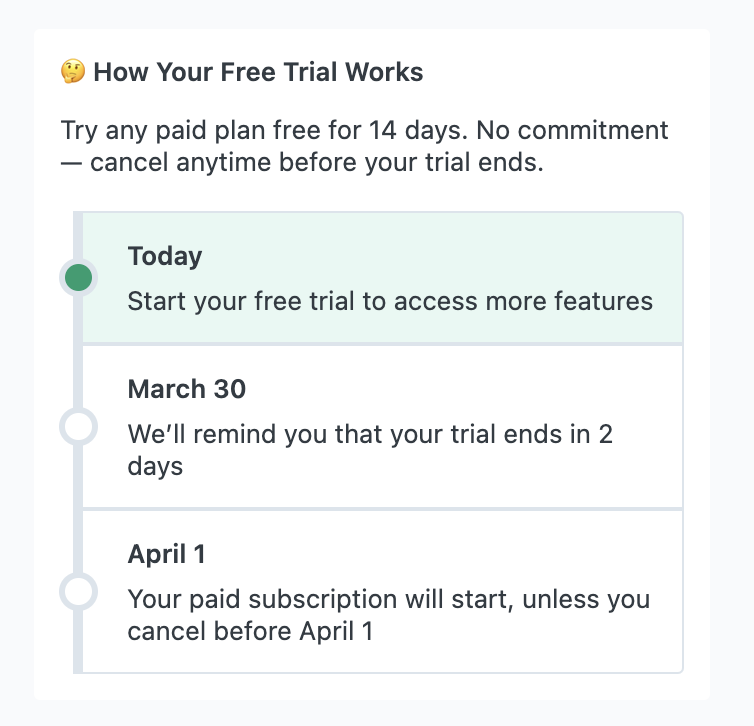 🤔 How Your Free Trial Works
Try any paid plan free for 14 days. No commitment
— cancel anytime before your trial ends.
Today
Start your free trial to access more features
March 30
We’ll remind you that your trial ends in 2
days
April 1
Your paid subscription will start, unless you
cancel before April 1